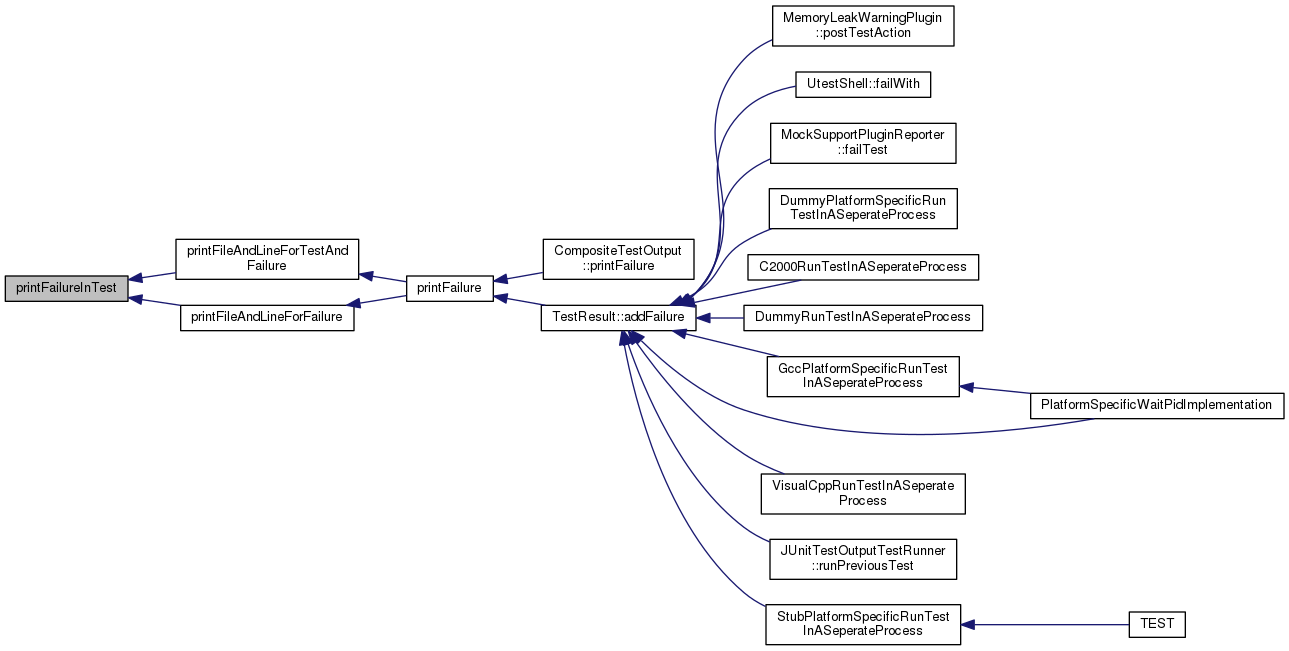 MemoryLeakWarningPlugin
::postTestAction
UtestShell::failWith
MockSupportPluginReporter
::failTest
DummyPlatformSpecificRun
TestInASeperateProcess
printFileAndLineForTestAnd
Failure
CompositeTestOutput
::printFailure
C2000RunTestInASeperateProcess
printFailureInTest
printFailure
printFileAndLineForFailure
TestResult::addFailure
DummyRunTestInASeperateProcess
GccPlatformSpecificRunTest
InASeperateProcess
PlatformSpecificWaitPidImplementation
VisualCppRunTestInASeperate
Process
JUnitTestOutputTestRunner
::runPreviousTest
StubPlatformSpecificRunTest
InASeperateProcess
TEST